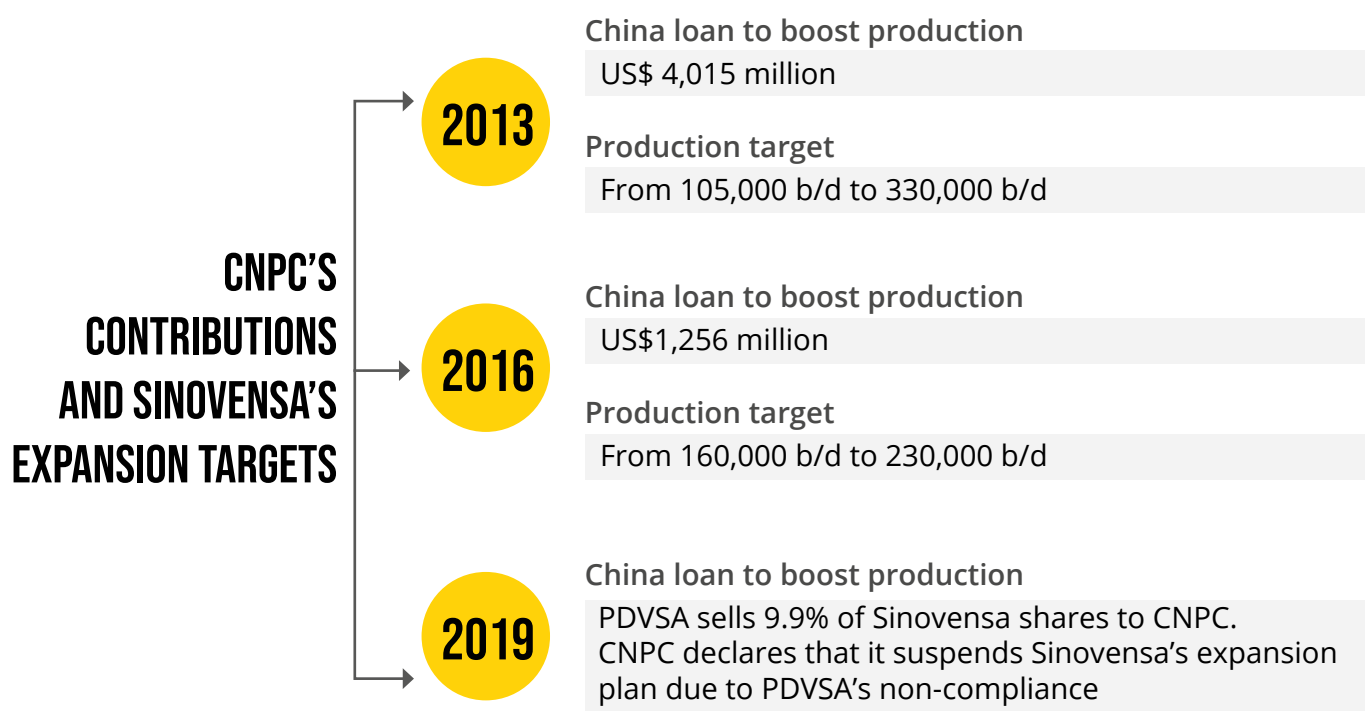 CNPC'S
CONTRIBUTIONS
AND SINOVENSA'S
EXPANSION TARGETS
2013
China loan to boost production
US$ 4,015 million
Production target
From 105,000 b/d to 330,000 b/d
2016
China loan to boost production
US$1,256 million
Production target
From 160,000 b/d to 230,000 b/d
2019
China loan to boost production
PDVSA sells 9.9% of Sinovensa shares to CNPC.
CNPC declares that it suspends Sinovensa’s expansion
plan due to PDVSA’s non-compliance